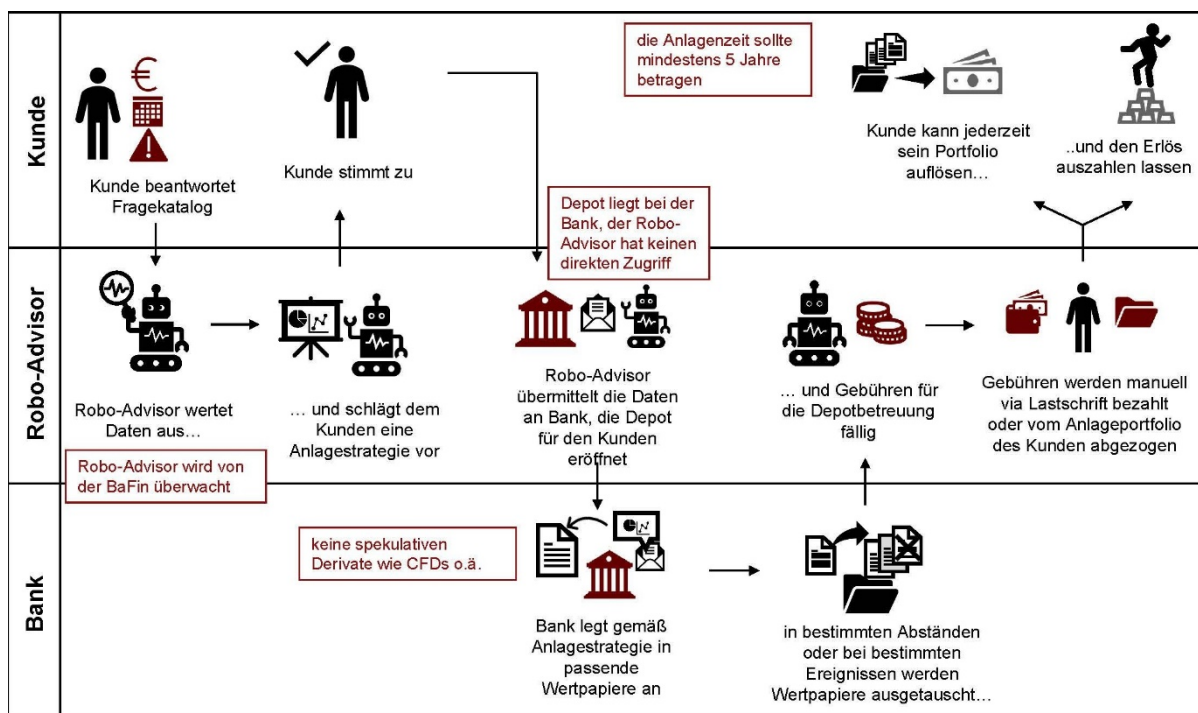 Kunde
Kunde beantwortet
Fragekatalog
Kunde stimmt zu
die Anlagenzeit sollte
mindestens 5 Jahre
betragen
Kunde kann jederzeit
sein Portfolio
auflösen…
..und den Erlös
auszahlen lassen
Depot liegt bei der
Bank, der Robo-
Advisor hat keinen
direkten Zugriff
Robo-Advisor
Robo-Advisor wertet
Daten aus…
Robo-Advisor wird von
der BaFin überwacht
… und schlägt dem
Kunden eine
Anlagestrategie vor
Robo-Advisor
übermittelt die Daten
an Bank, die Depot
für den Kunden
eröffnet
… und Gebühren für
die Depotbetreuung
fällig
Gebühren werden manuell
via Lastschrift bezahlt
oder vom Anlageportfolio
des Kunden abgezogen
Bank
keine spekulativen
Derivate wie CFDs o.ä.
Bank legt gemäß
Anlagestrategie in
passende
Wertpapiere an
in bestimmten Abständen
oder bei bestimmten
Ereignissen werden
Wertpapiere ausgetauscht…